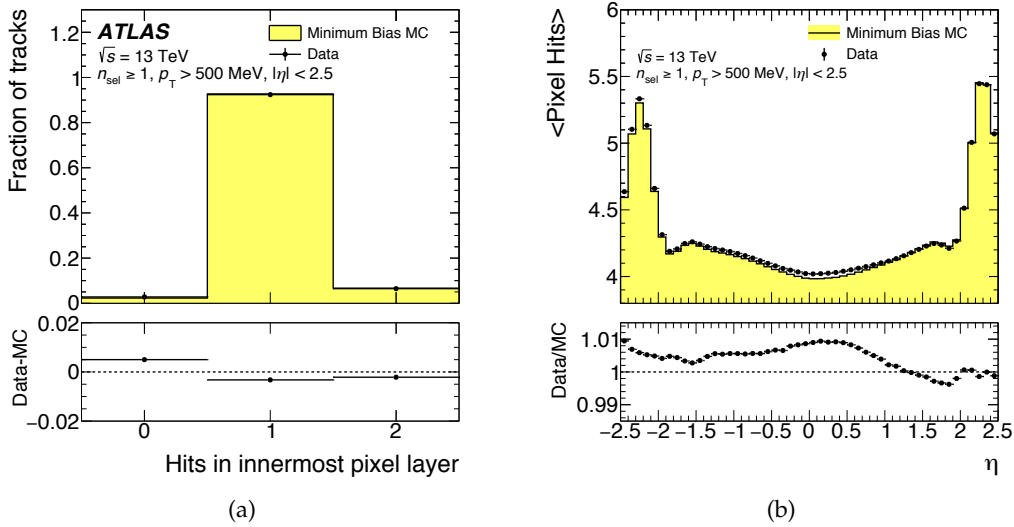 ATLAS
√s = 13 TeV
n_sel ≥ 1, p_T > 500 MeV, |η| < 2.5
Minimum Bias MC
Data
Fraction of tracks
1.2
1
0.8
0.6
0.4
0.2
0
Data-MC
0.02
0
−0.02
0 1 2
Hits in innermost pixel layer
(a)
Minimum Bias MC
Data
√s = 13 TeV
n_sel ≥ 1, p_T > 500 MeV, |η| < 2.5
<Pixel Hits>
6
5.5
5
4.5
4
Data/MC
1.01
1
0.99
−2.5 −2 −1.5 −1 −0.5 0 0.5 1 1.5 2 2.5
η
(b)